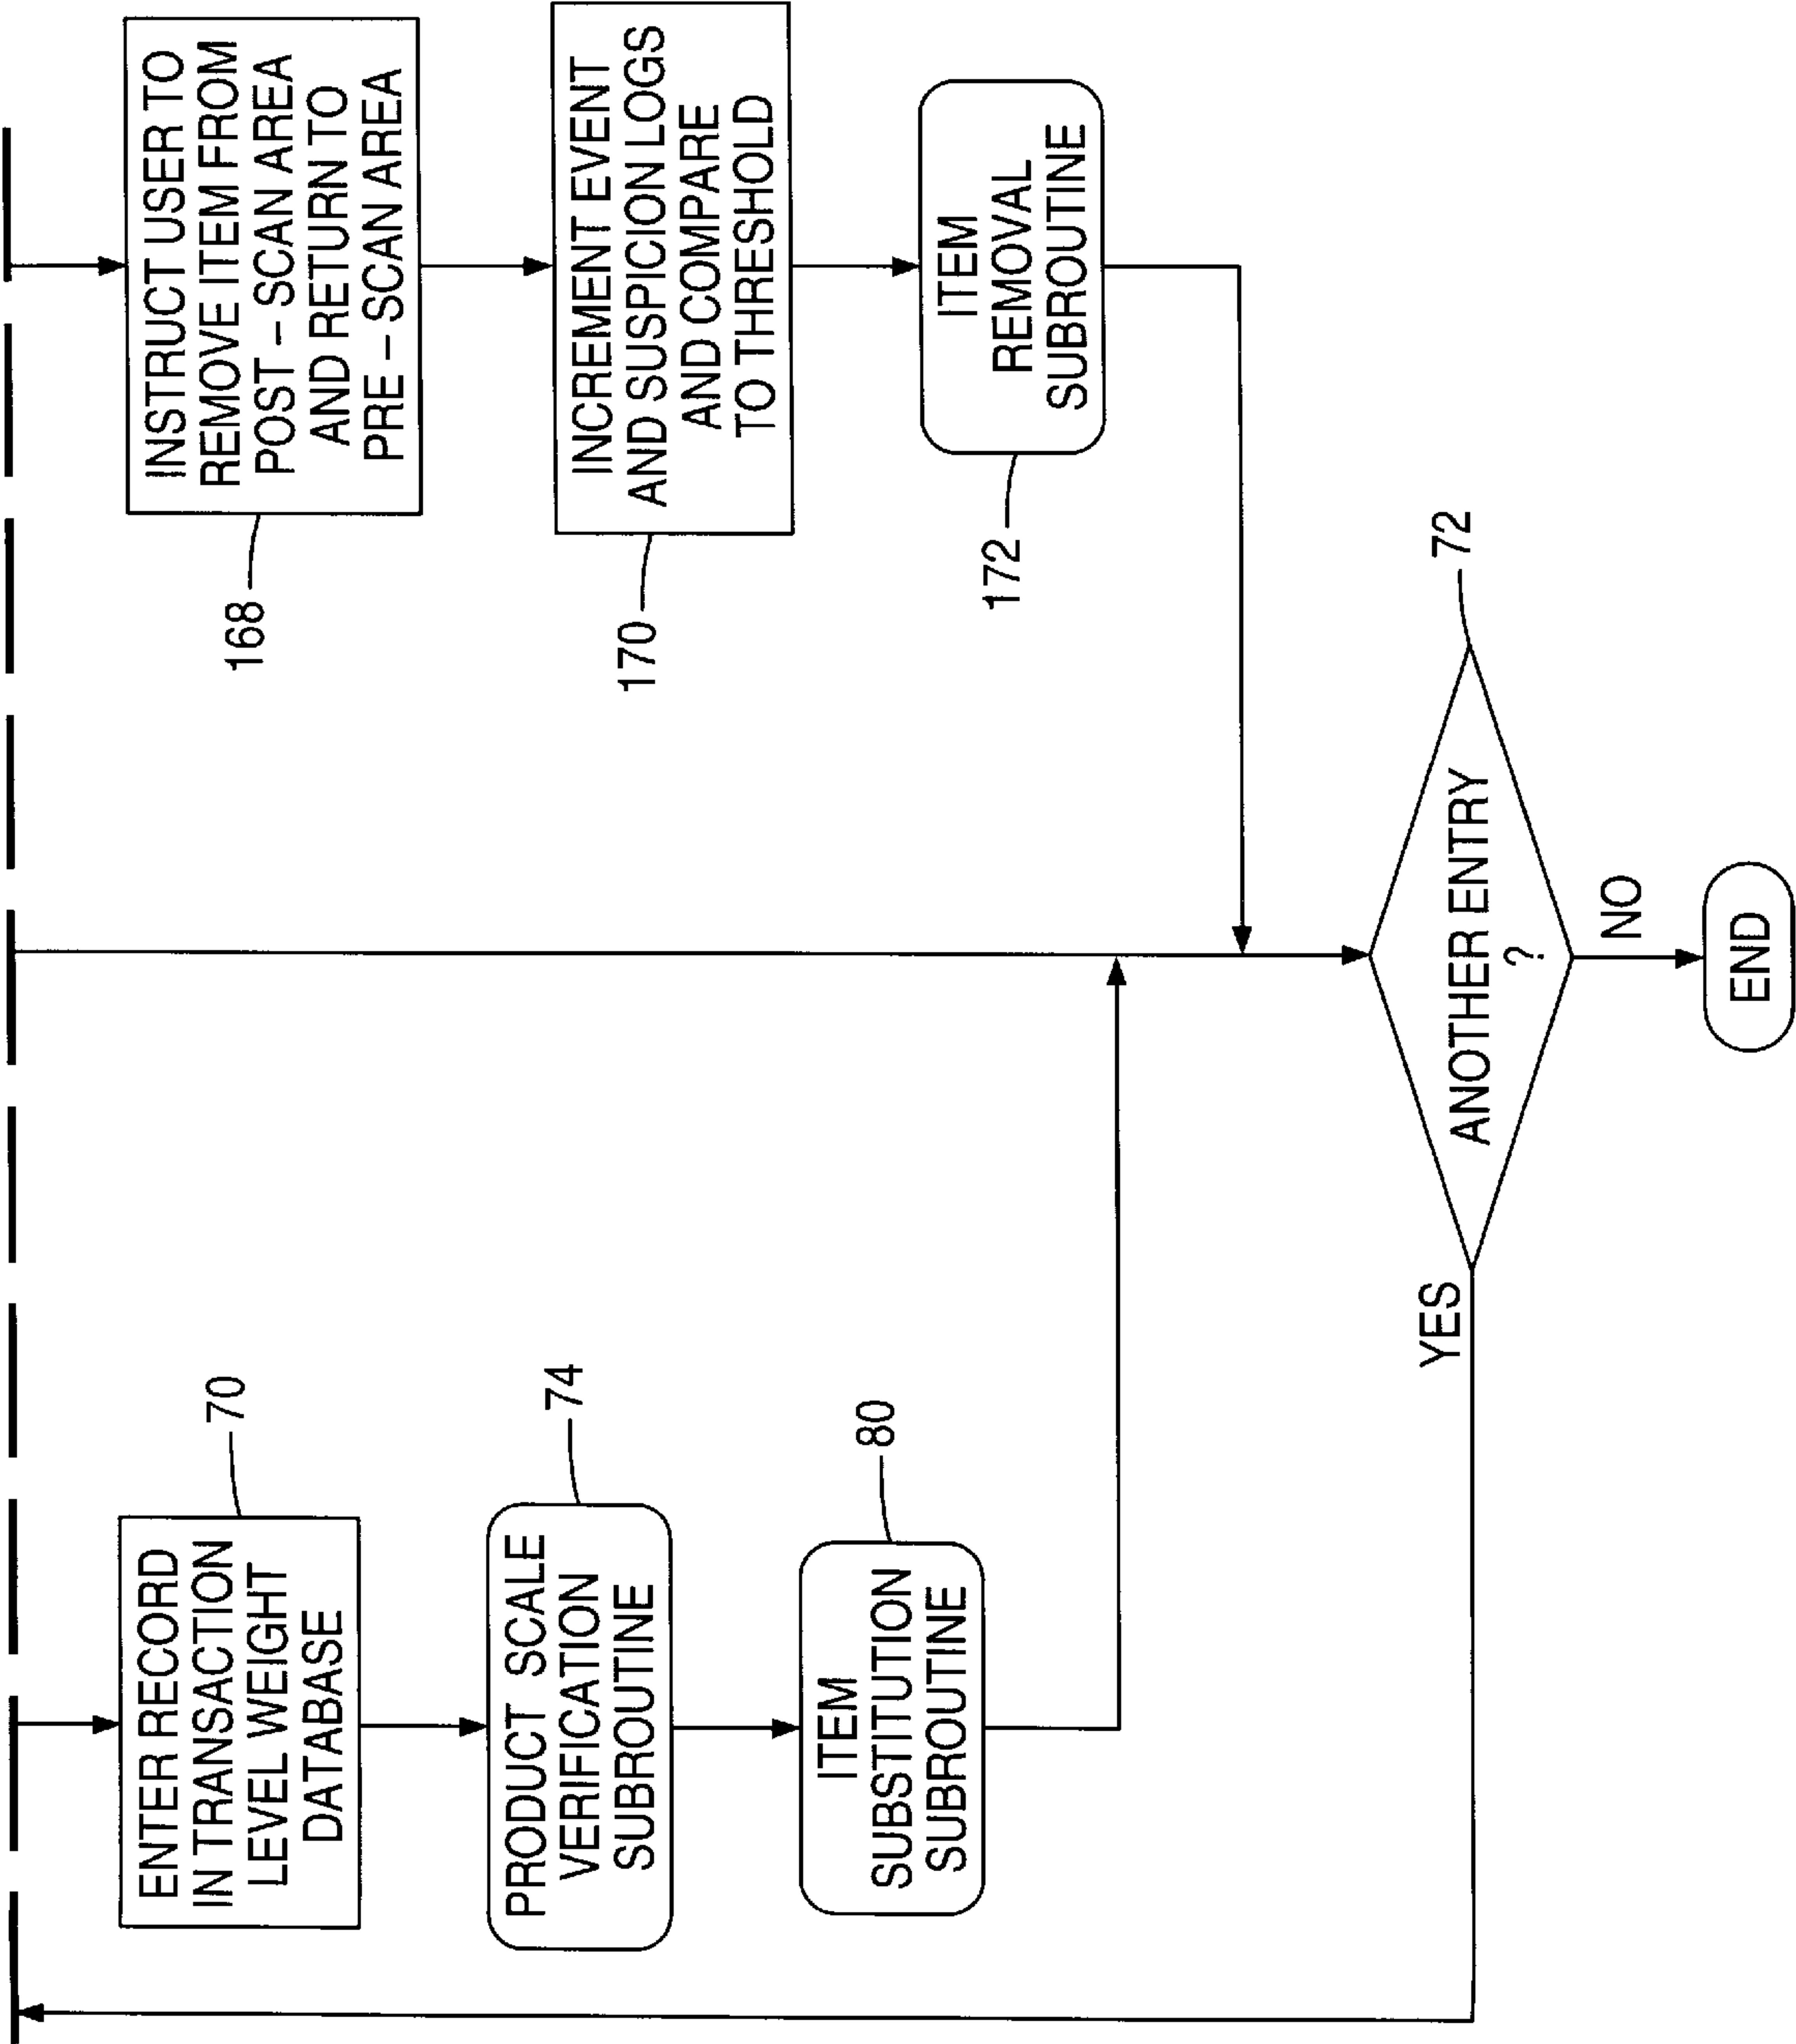 ENTER RECORD
IN TRANSACTION
LEVEL WEIGHT
DATABASE
70
PRODUCT SCALE
VERIFICATION
SUBROUTINE
74
ITEM
SUBSTITUTION
SUBROUTINE
80
INSTRUCT USER TO
REMOVE ITEM FROM
POST – SCAN AREA
AND RETURN TO
PRE – SCAN AREA
168
INCREMENT EVENT
AND SUSPICION LOGS
AND COMPARE
TO THRESHOLD
170
ITEM
REMOVAL
SUBROUTINE
172
YES
ANOTHER ENTRY
?
72
NO
END